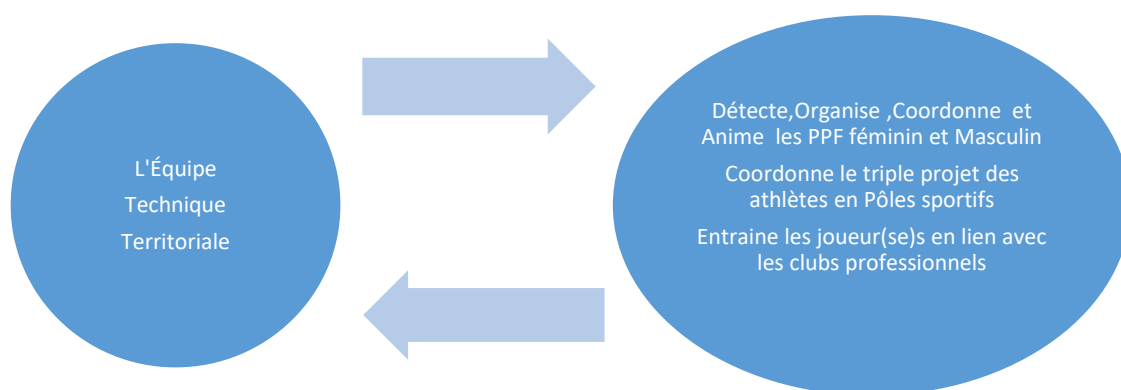 L'Équipe
Technique
Territoriale
Détecte,Organise ,Coordonne et
Anime les PPF féminin et Masculin
Coordonne le triple projet des
athlètes en Pôles sportifs
Entraine les joueur(se)s en lien avec
les clubs professionnels